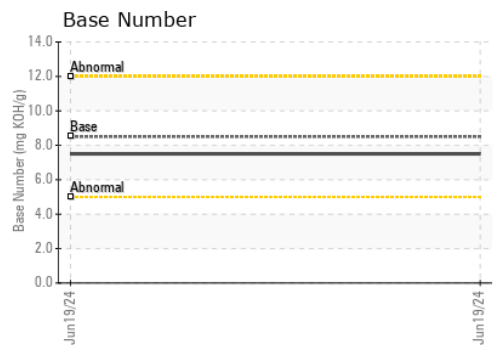 Base Number
14.0
Abnormal
12.0
10.0
Base
8.0
Abnormal
6.0
4.0
2.0
0.0
Base Number (mg KOH/g)
Jun19/24
Jun19/24